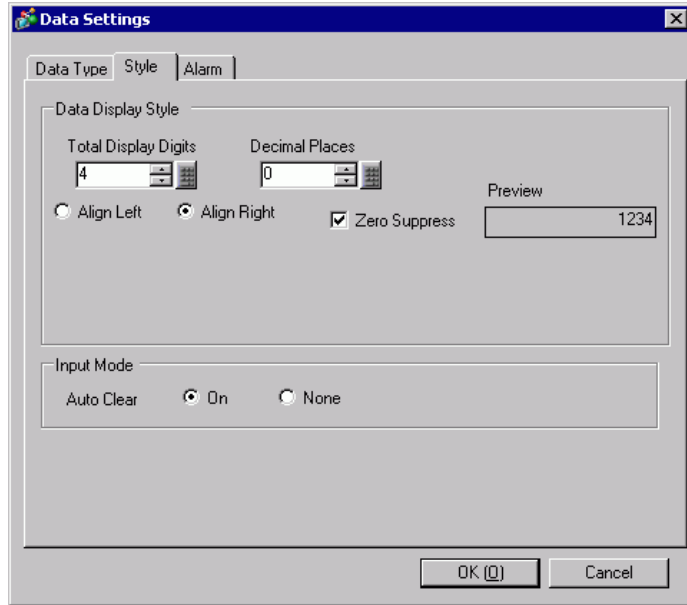 Data Settings
Data Type Style Alarm
Data Display Style
Total Display Digits Decimal Places
4 0
Preview
Align Left Align Right Zero Suppress 1234
Input Mode
Auto Clear On None
OK (O) Cancel